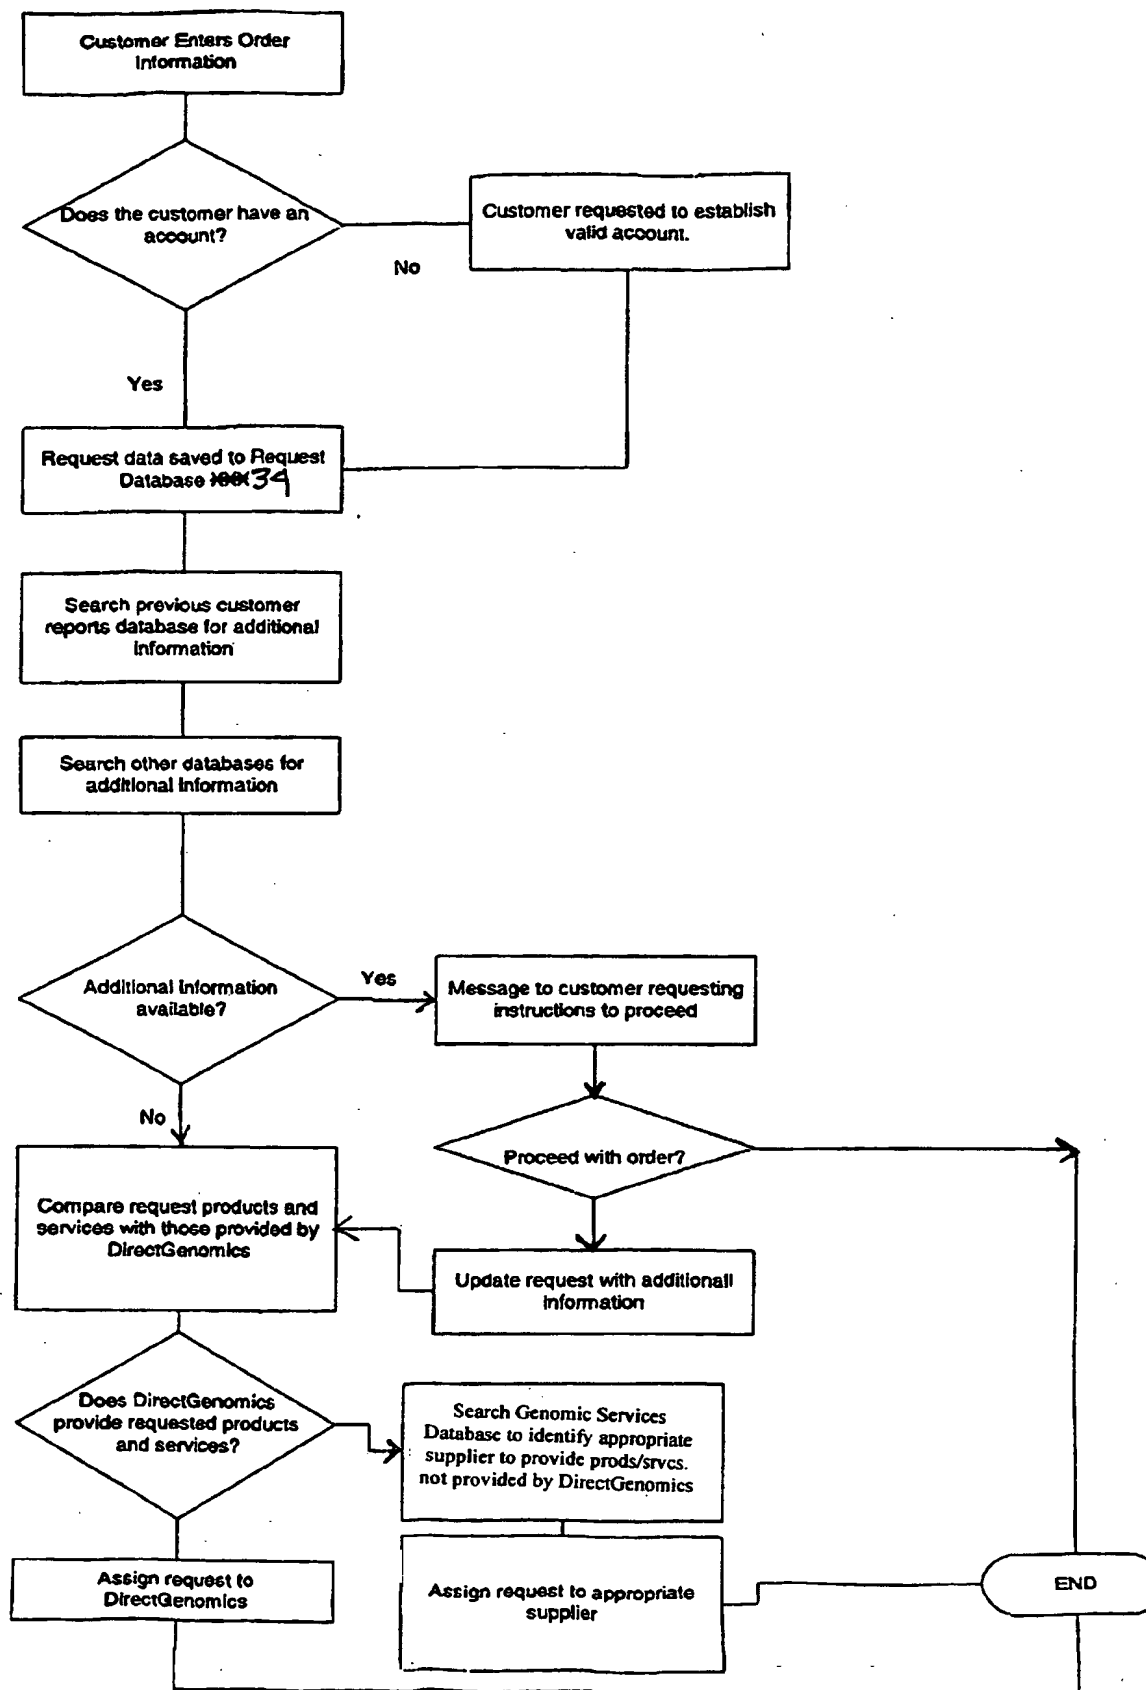 Customer Enters Order
Information
Does the customer have an
account?
Customer requested to establish
valid account.
No
Yes
Request data saved to Request
Database 34
Search previous customer
reports database for additional
Information
Search other databases for
additional Information
Additional Information
available?
Yes
Message to customer requesting
instructions to proceed
No
Proceed with order?
Compare request products and
services with those provided by
DirectGenomics
Update request with additionall
Information
Does DirectGenomics
provide requested products
and services?
Search Genomic Services
Database to identify appropriate
supplier to provide prods/srvcs.
not provided by DirectGenomics
Assign request to
DirectGenomics
Assign request to appropriate
supplier
END